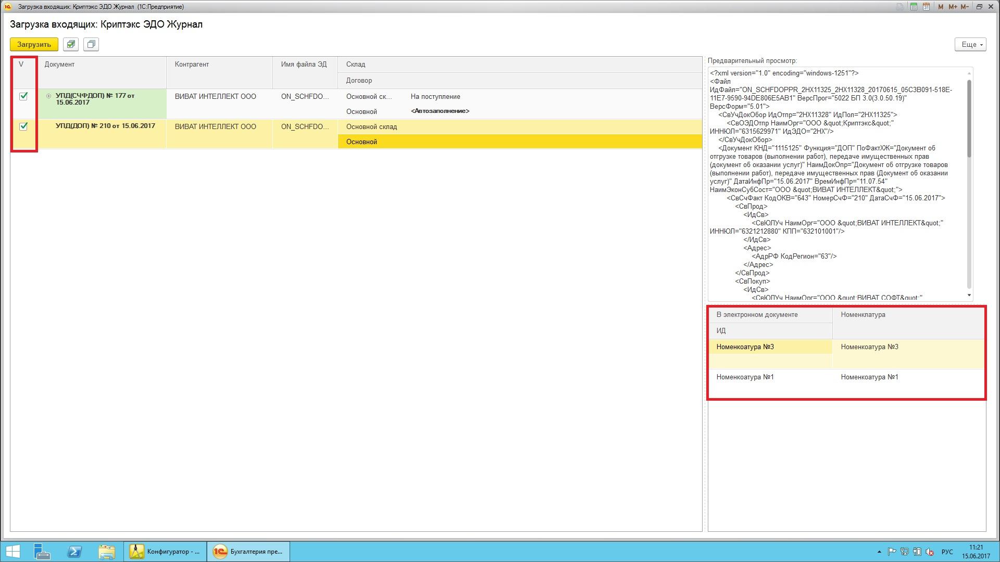 Загрузка входящих: Криптэкс ЭДО Журнал (1С:Предприятие)
M M+ M-
Загрузка входящих: Криптэкс ЭДО Журнал
Загрузить
Еще
V
Документ
Контрагент
Имя файла ЭД
Склад
Договор
УПД(СЧФДОП) № 177 от
15.06.2017
ВИВАТ ИНТЕЛЛЕКТ ООО
ON_SCHFDO...
Основной ск...
На поступление
Основной
<Автозаполнение>
УПД(ДОП) № 210 от 15.06.2017
ВИВАТ ИНТЕЛЛЕКТ ООО
ON_SCHFDO...
Основной склад
Основной
Предварительный просмотр:
<?xml version="1.0" encoding="windows-1251"?>
<Файл
ИдФайл="ON_SCHFDOPPR_2HX11325_2HX11328_20170615_05C3B091-518E-
11E7-9590-94DE806E5AB1" ВерсПрог="5022 БП 3.0(3.0.50.19)"
ВерсФорм="5.01">
<СвУчДокОбор ИдОтпр="2HX11328" ИдПол="2HX11325">
<СвОЭДОтпр НаимОрг="ООО &quot;Криптэкс&quot;"
ИННЮЛ="6315629971" ИдЭДО="2HX"/>
</СвУчДокОбор>
<Документ КНД="1115125" Функция="ДОП" ПоФактХЖ="Документ об
отгрузке товаров (выполнении работ), передаче имущественных прав
(документ об оказании услуг)" НаимДокОпр="Документ об отгрузке товаров
(выполнении работ), передаче имущественных прав (Документ об оказании
услуг)" ДатаИнфПр="15.06.2017" ВремИнфПр="11.07.54"
НаимЭконСубСост="ООО &quot;ВИВАТ ИНТЕЛЛЕКТ&quot;">
<СвСчФакт КодОКВ="643" НомерСчФ="210" ДатаСчФ="15.06.2017">
<СвПрод>
<ИдСв>
<СвЮЛУч НаимОрг="ООО &quot;ВИВАТ ИНТЕЛЛЕКТ&quot;"
ИННЮЛ="6321212880" КПП="632101001"/>
</ИдСв>
<Адрес>
<АдрРФ КодРегион="63"/>
</Адрес>
</СвПрод>
<СвПокуп>
<ИдСв>
<СвЮЛУч НаимОрг="ООО &quot;ВИВАТ СОФТ&quot;"
В электронном документе
Номенклатура
ИД
Номенкоатура №3
Номенкоатура №3
Номенкоатура №1
Номенкоатура №1
Конфигуратор - ...
Бухгалтерия пре...
РУС
11:21
15.06.2017